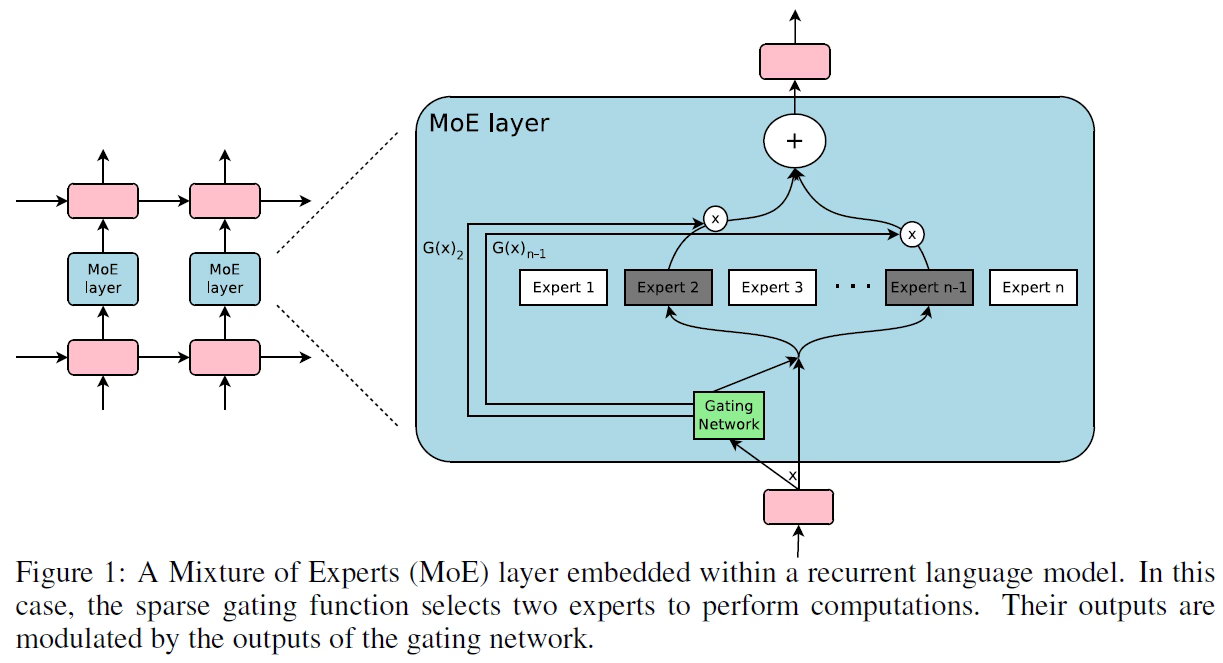 MoE layer
+
x
x
G(x)2
G(x)n–1
MoE
layer
MoE
layer
Expert 1
Expert 2
Expert 3
. . .
Expert n–1
Expert n
Gating
Network
x
Figure 1: A Mixture of Experts (MoE) layer embedded within a recurrent language model. In this
case, the sparse gating function selects two experts to perform computations. Their outputs are
modulated by the outputs of the gating network.